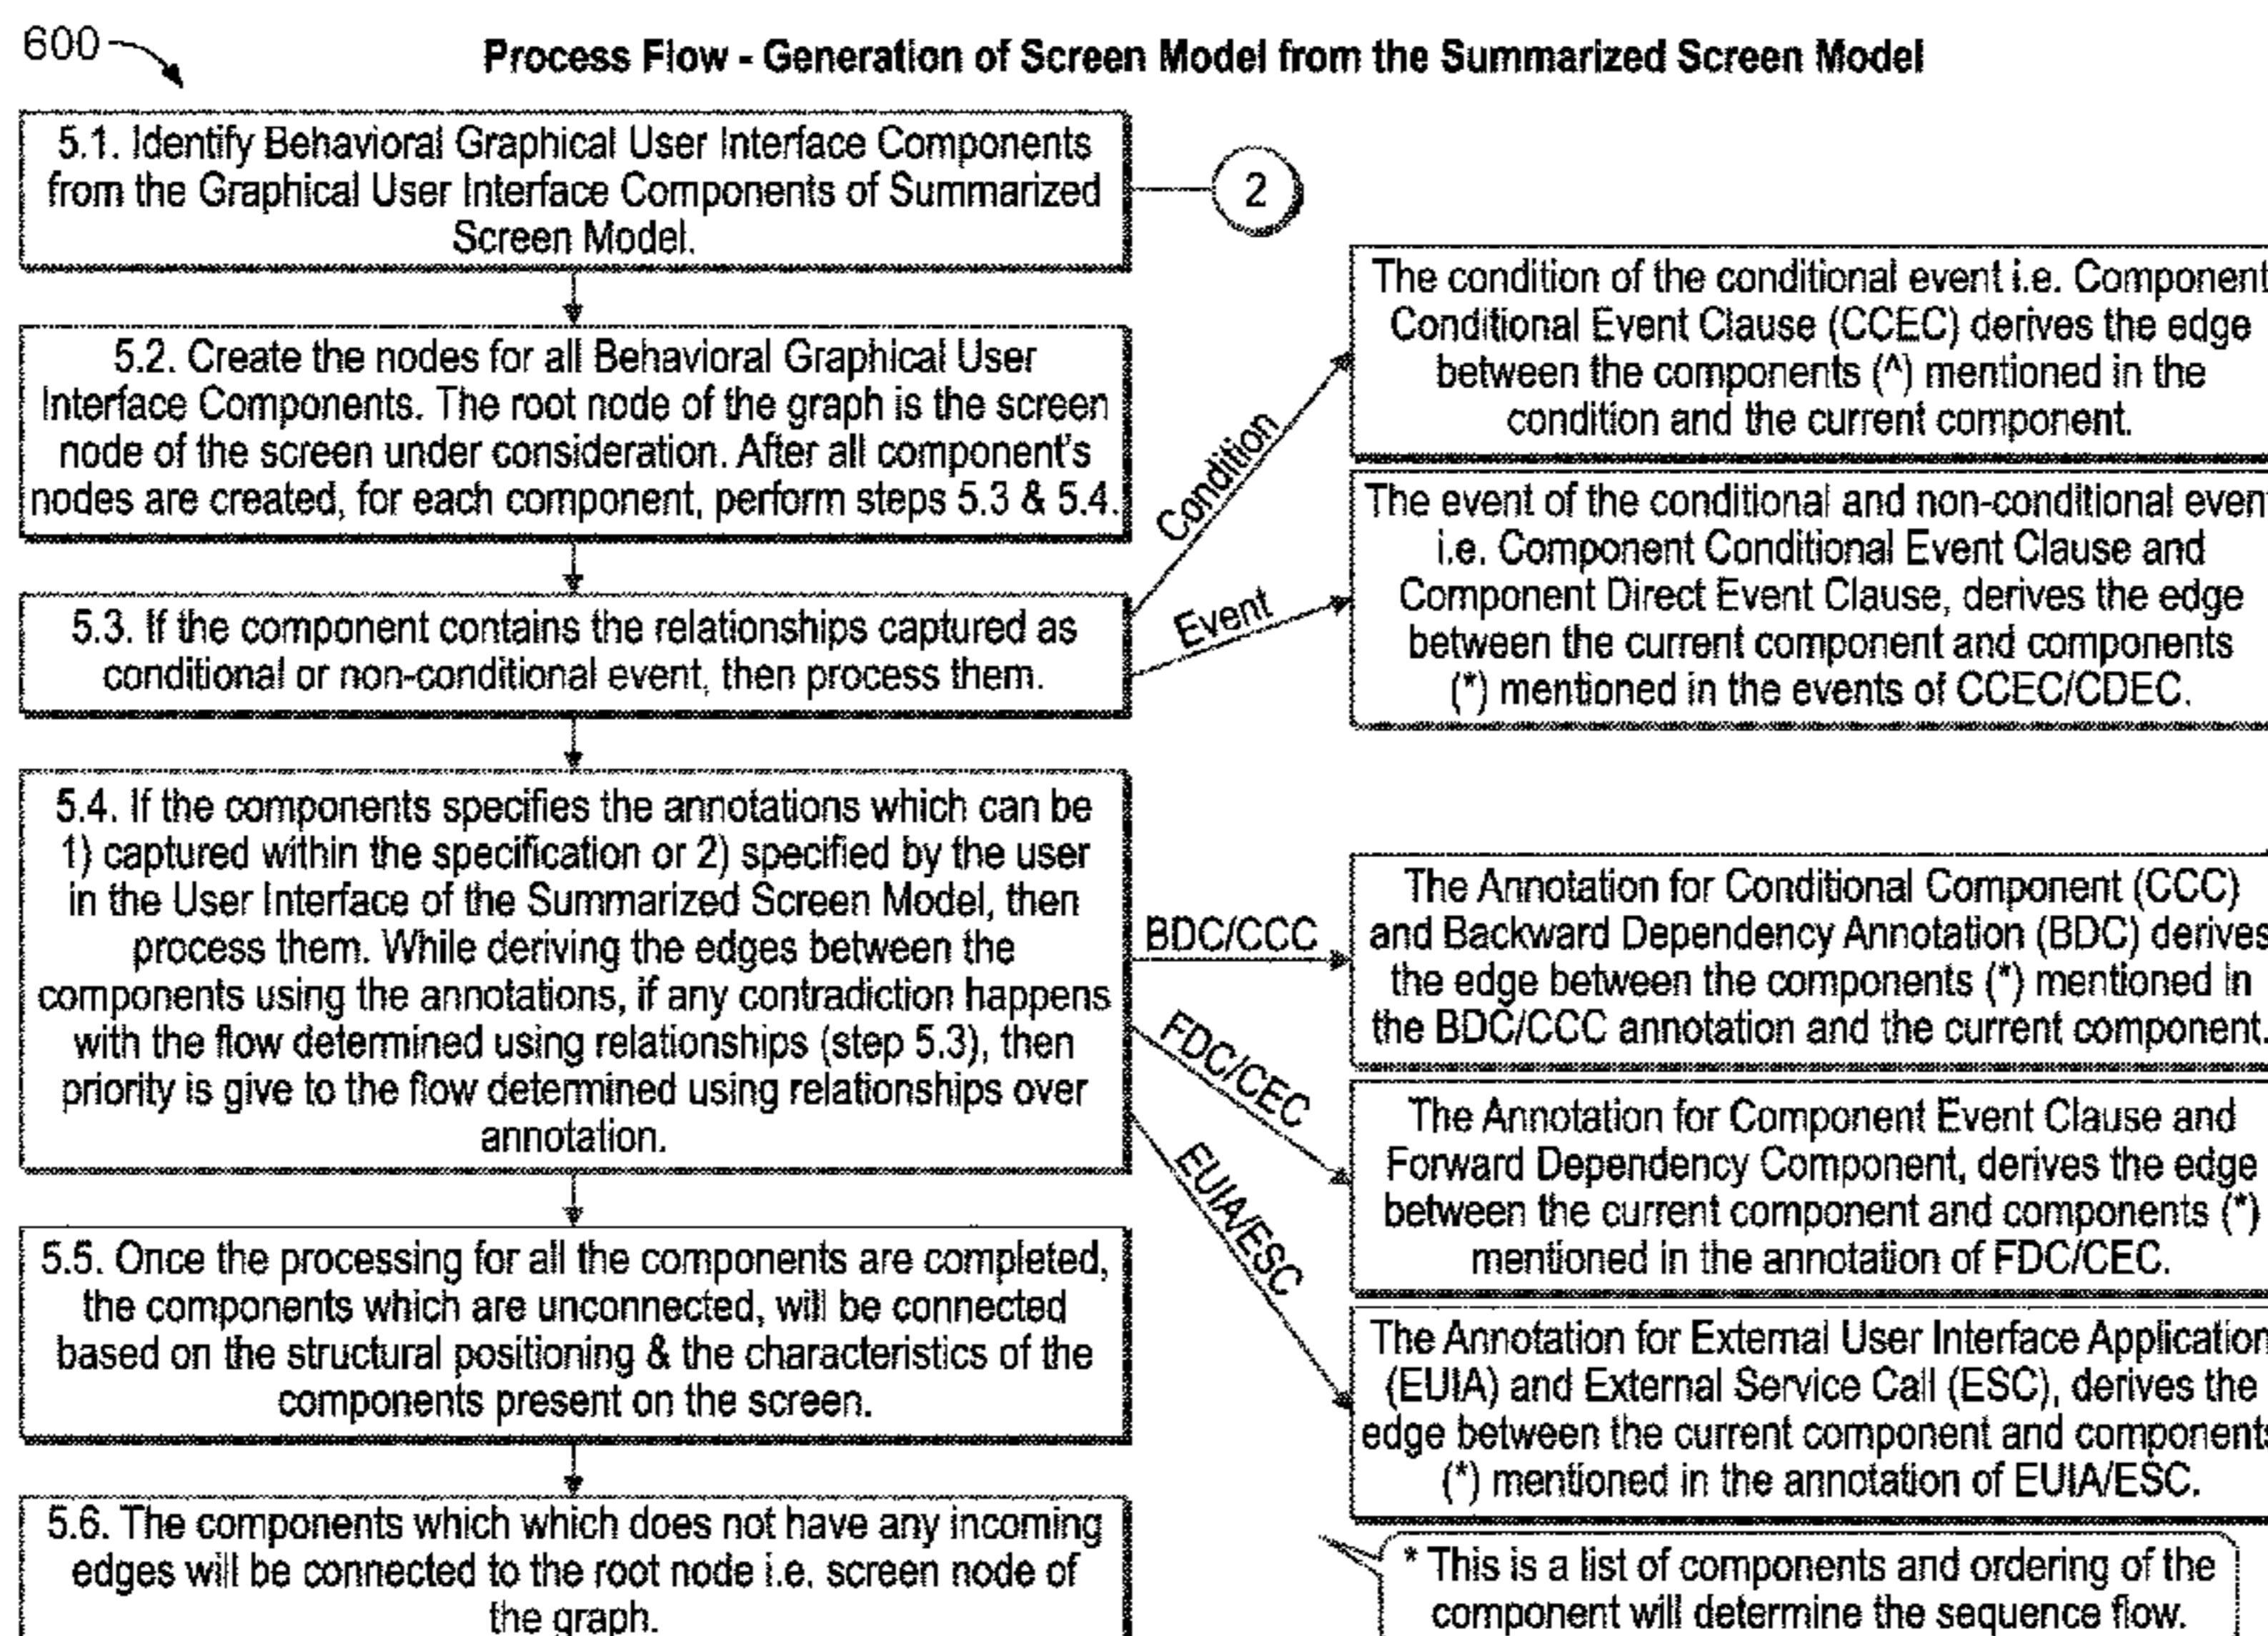 600
Process Flow - Generation of Screen Model from the Summarized Screen Model
5.1. Identify Behavioral Graphical User Interface Components
from the Graphical User Interface Components of Summarized
Screen Model.
2
5.2. Create the nodes for all Behavioral Graphical User
Interface Components. The root node of the graph is the screen
node of the screen under consideration. After all component's
nodes are created, for each component, perform steps 5.3 & 5.4.
5.3. If the component contains the relationships captured as
conditional or non-conditional event, then process them.
Condition
The condition of the conditional event i.e. Component
Conditional Event Clause (CCEC) derives the edge
between the components (^) mentioned in the
condition and the current component.
Event
The event of the conditional and non-conditional even
i.e. Component Conditional Event Clause and
Component Direct Event Clause, derives the edge
between the current component and components
(*) mentioned in the events of CCEC/CDEC.
5.4. If the components specifies the annotations which can be
1) captured within the specification or 2) specified by the user
in the User Interface of the Summarized Screen Model, then
process them. While deriving the edges between the
components using the annotations, if any contradiction happens
with the flow determined using relationships (step 5.3), then
priority is give to the flow determined using relationships over
annotation.
BDC/CCC
The Annotation for Conditional Component (CCC)
and Backward Dependency Annotation (BDC) derives
the edge between the components (*) mentioned in
the BDC/CCC annotation and the current component.
FDC/CEC
The Annotation for Component Event Clause and
Forward Dependency Component, derives the edge
between the current component and components (*)
mentioned in the annotation of FDC/CEC.
EUIA/ESC
The Annotation for External User Interface Application
(EUIA) and External Service Call (ESC), derives the
edge between the current component and components
(*) mentioned in the annotation of EUIA/ESC.
5.5. Once the processing for all the components are completed,
the components which are unconnected, will be connected
based on the structural positioning & the characteristics of the
components present on the screen.
5.6. The components which which does not have any incoming
edges will be connected to the root node i.e. screen node of
the graph.
* This is a list of components and ordering of the
component will determine the sequence flow.